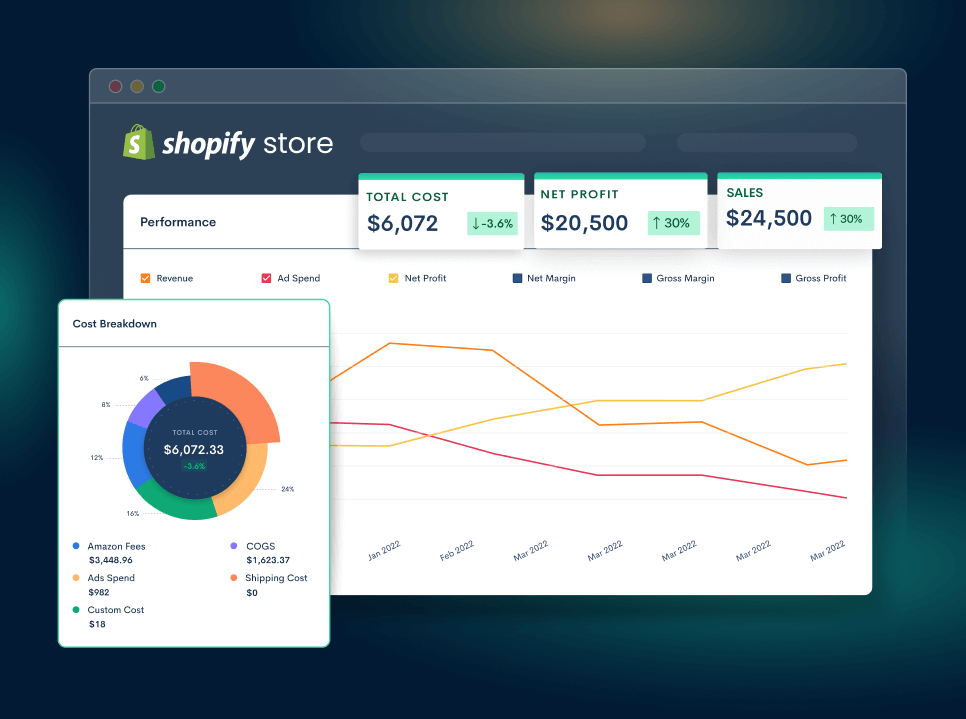 shopify store
TOTAL COST
$6,072
↓-3.6%
NET PROFIT
$20,500
↑ 30%
SALES
$24,500
↑ 30%
Performance
Revenue
Ad Spend
Net Profit
Net Margin
Gross Margin
Gross Profit
Cost Breakdown
6%
8%
12%
16%
24%
TOTAL COST
$6,072.33
-3.6%
Amazon Fees
$3,448.96
COGS
$1,623.37
Ads Spend
$982
Shipping Cost
$0
Custom Cost
$18
Jan 2022
Feb 2022
Mar 2022
Mar 2022
Mar 2022
Mar 2022
Mar 2022